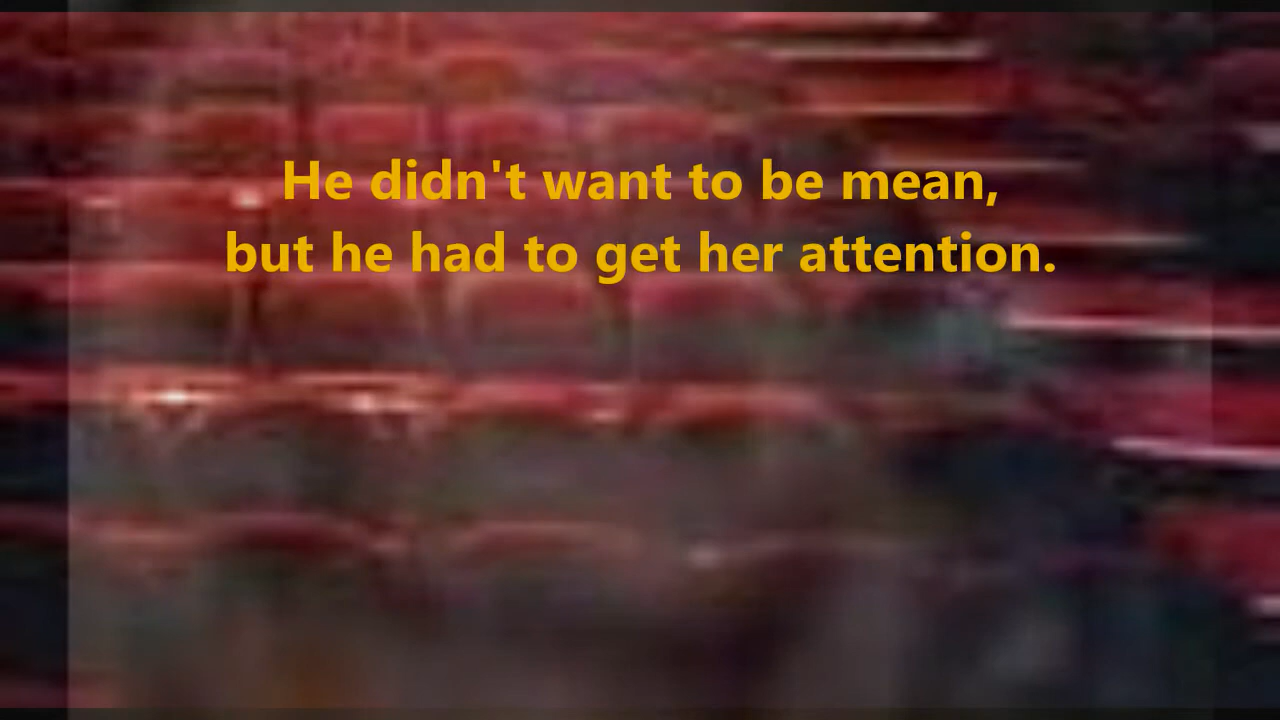 He didn't want to be mean,
but he had to get her attention.